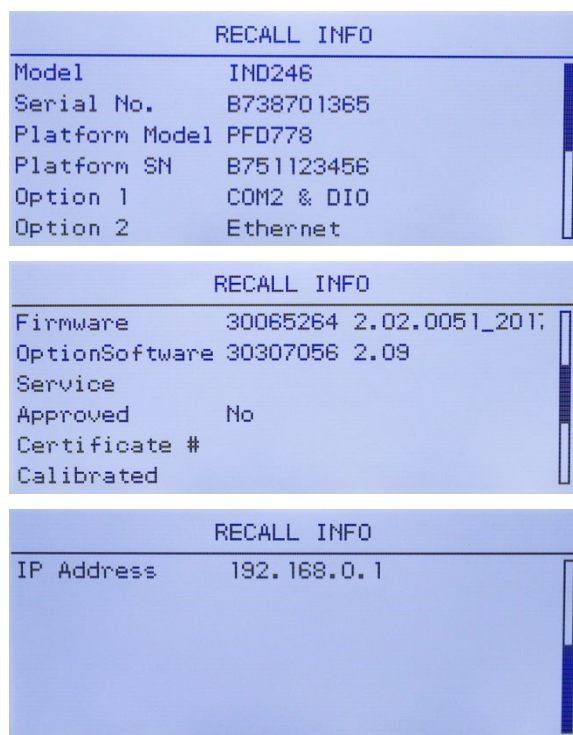 RECALL INFO
Model IND246
Serial No. B738701365
Platform Model PFD778
Platform SN B751123456
Option 1 COM2 & DIO
Option 2 Ethernet
RECALL INFO
Firmware 30065264 2.02.0051_201
OptionSoftware 30307056 2.09
Service
Approved No
Certificate #
Calibrated
RECALL INFO
IP Address 192.168.0.1